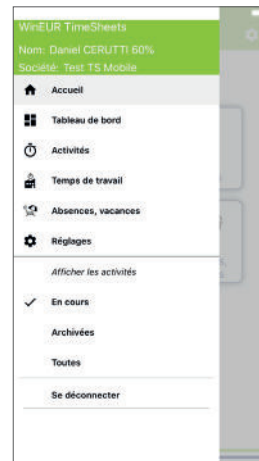 WinEUR TimeSheets
Nom: Daniel CERUTTI 60%
Société: Test TS Mobile
Accueil
Tableau de bord
Activités
Temps de travail
Absences, vacances
Réglages
Afficher les activités
En cours
Archivées
Toutes
Se déconnecter